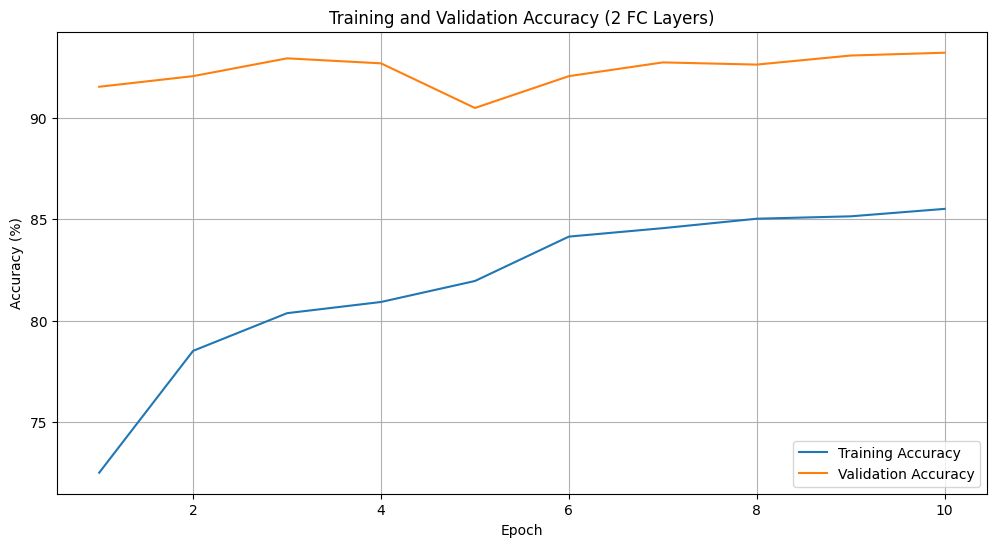 Training and Validation Accuracy (2 FC Layers)
Accuracy (%)
90
85
80
75
2
4
6
8
10
Epoch
Training Accuracy
Validation Accuracy